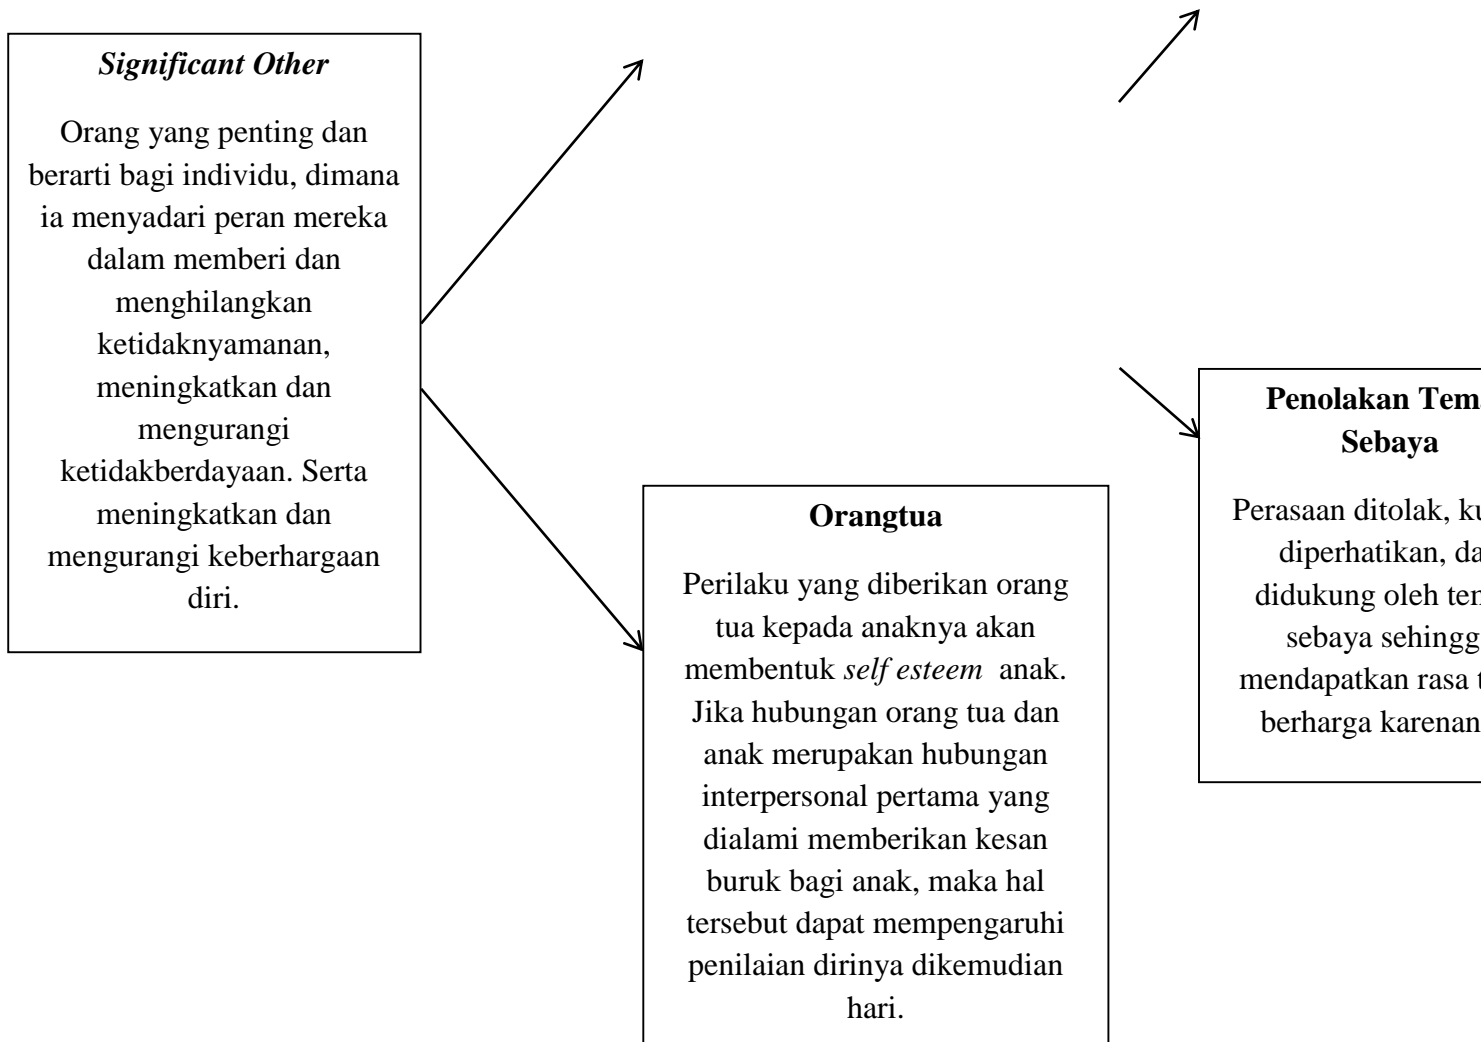 Significant Other
Orang yang penting dan
berarti bagi individu, dimana
ia menyadari peran mereka
dalam memberi dan
menghilangkan
ketidaknyamanan,
meningkatkan dan
mengurangi
ketidakberdayaan. Serta
meningkatkan dan
mengurangi keberhargaan
diri.
Orangtua
Perilaku yang diberikan orang
tua kepada anaknya akan
membentuk self esteem anak.
Jika hubungan orang tua dan
anak merupakan hubungan
interpersonal pertama yang
dialami memberikan kesan
buruk bagi anak, maka hal
tersebut dapat mempengaruhi
penilaian dirinya dikemudian
hari.
Penolakan
Sebaya
Perasaan ditolak,
diperhatikan,
didukung oleh
sebaya
mendapatkan rasa
berharga